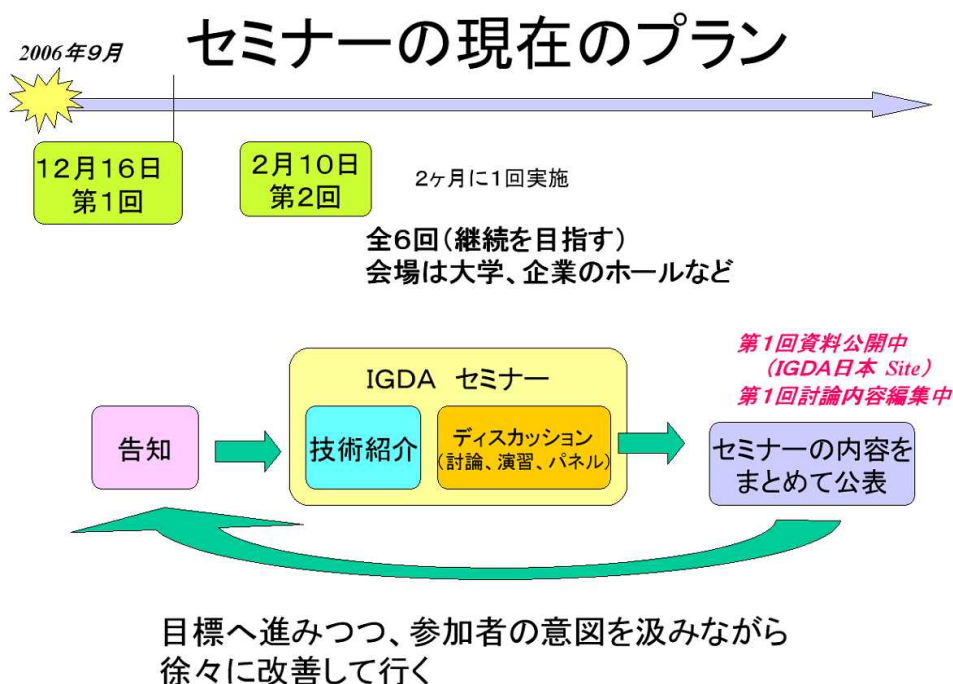 セミナーの現在のプラン
2006年9月
12月16日
第1回
2月10日
第2回
2ヶ月に1回実施
全6回(継続を目指す)
会場は大学、企業のホールなど
第1回資料公開中
(IGDA日本 Site)
第1回討論内容編集中
IGDA セミナー
告知
技術紹介
ディスカッション
(討論、演習、パネル)
セミナーの内容を
まとめて公表
目標へ進みつつ、参加者の意図を汲みながら
徐々に改善して行く